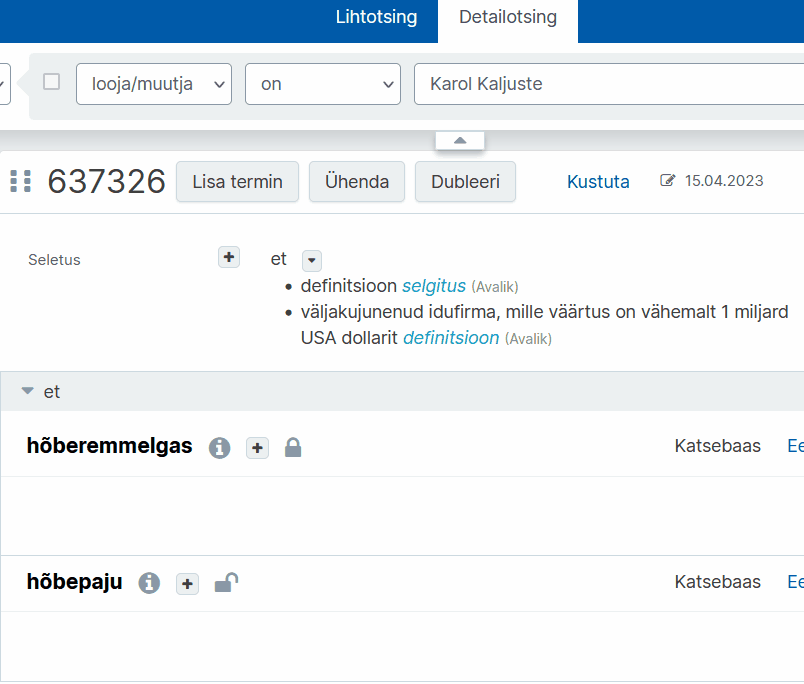 Lihtotsing Detailotsing
looja/muutja on Karol Kaljuste
637326 Lisa termin Ühenda Dubleeri Kustuta 15.04.2023
Seletus et
definitsioon selgitus (Avalik)
väljakujunenud idufirma, mille väärtus on vähemalt 1 miljard
USA dollarit definitsioon (Avalik)
et
hõberemmelgas Katsebaas Ee
hõbepaju Katsebaas Ee